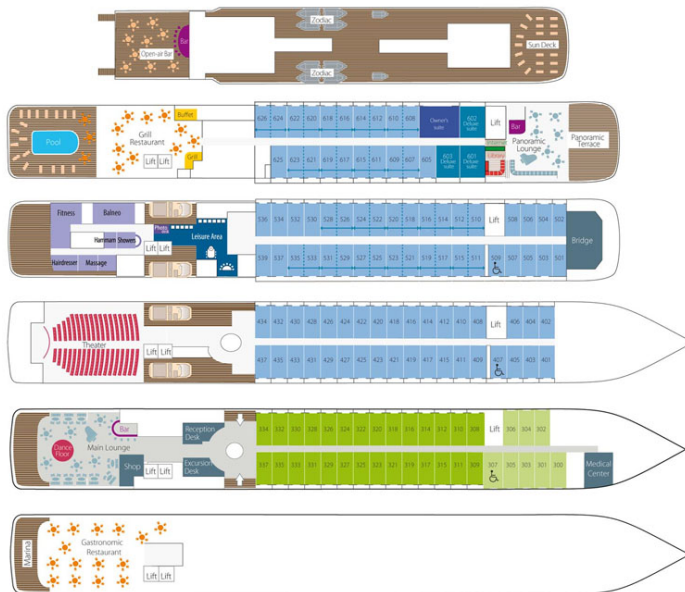 Zodiac
Open-air Bar
Bar
Sun Deck
Zodiac
Buffet
626 624 622 620 618 616 614 612 610 608
Owner's
suite
602
Deluxe
suite
Lift
Bar
Pool
Grill
Restaurant
Lift Lift
Grill
Internet
Library
Panoramic
Lounge
Panoramic
Terrace
625 623 621 619 617 615 611 609 607 605
603
Deluxe
suite
601
Deluxe
suite
Fitness
Balneo
Photo
area
Leisure Area
536 534 532 530 528 526 524 522 520 518 516 514 512 510
Lift
508 506 504 502
Bridge
Hammam
Showers
Lift Lift
Hairdresser
Massage
539 537 535 533 531 529 527 525 523 521 519 517 515 511
509
507 505 503 501
434 432 430 428 426 424 422 420 418 416 414 412 410 408
Lift
406 404 402
Theater
Lift Lift
437 435 433 431 429 427 425 423 421 419 417 415 411 409
407
405 403 401
Bar
Reception
Desk
334 332 330 328 326 324 322 320 318 316 314 312 310 308
Lift
306 304 302
Dance
Floor
Main Lounge
Shop
Lift Lift
Excursion
Desk
337 335 333 331 329 327 325 323 321 319 317 315 311 309
307
305 303 301 300
Medical
Center
Marina
Gastronomic
Restaurant
Lift Lift